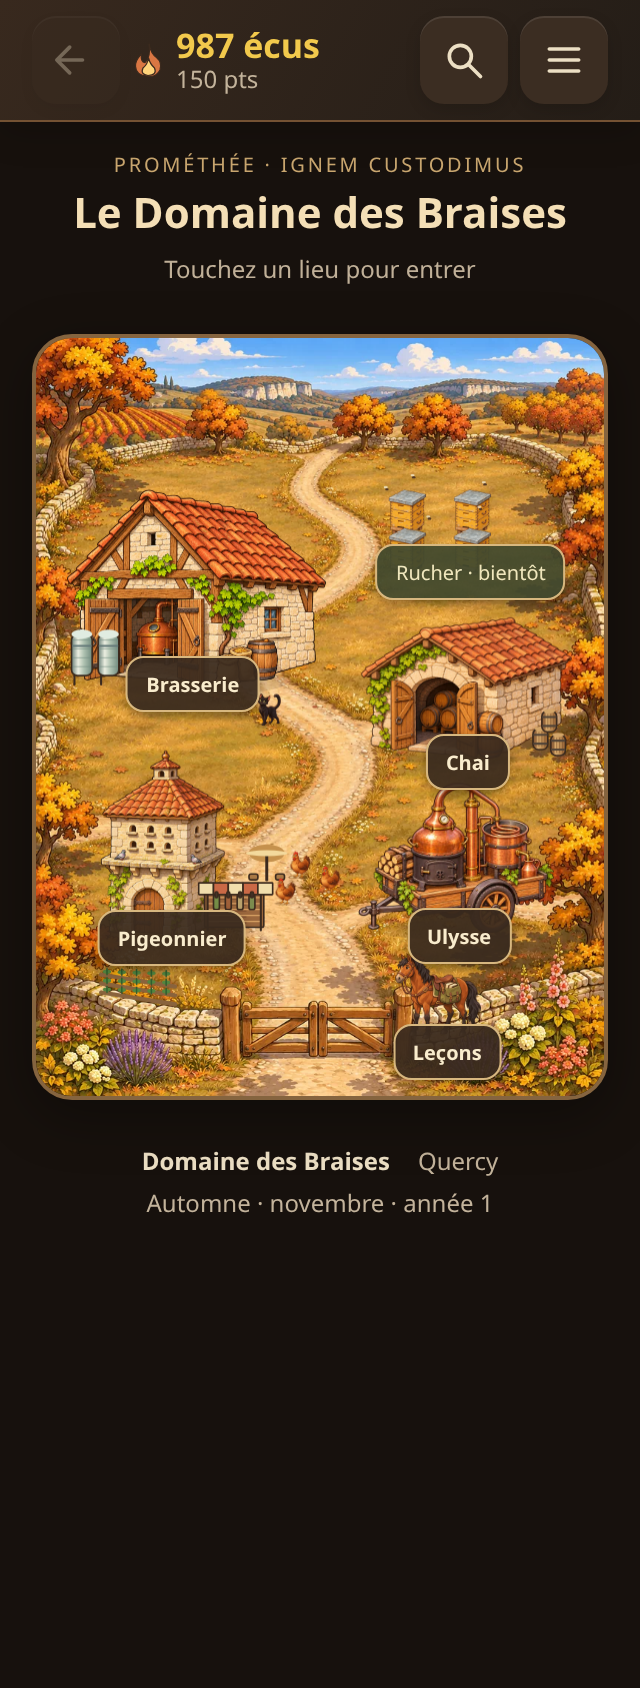 987 écus
150 pts
PROMÉTHÉE · IGNEM CUSTODIMUS
Le Domaine des Braises
Touchez un lieu pour entrer
Rucher · bientôt
Brasserie
Chai
Pigeonnier
Ulysse
Leçons
Domaine des Braises Quercy
Automne · novembre · année 1